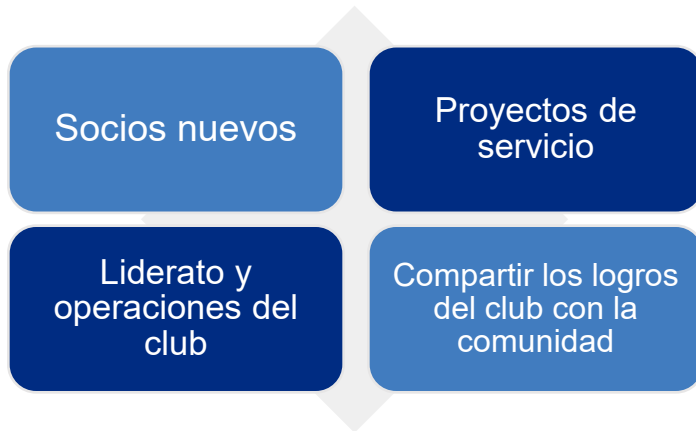 Socios nuevos
Proyectos de
servicio
Liderato y
operaciones del
club
Compartir los logros
del club con la
comunidad